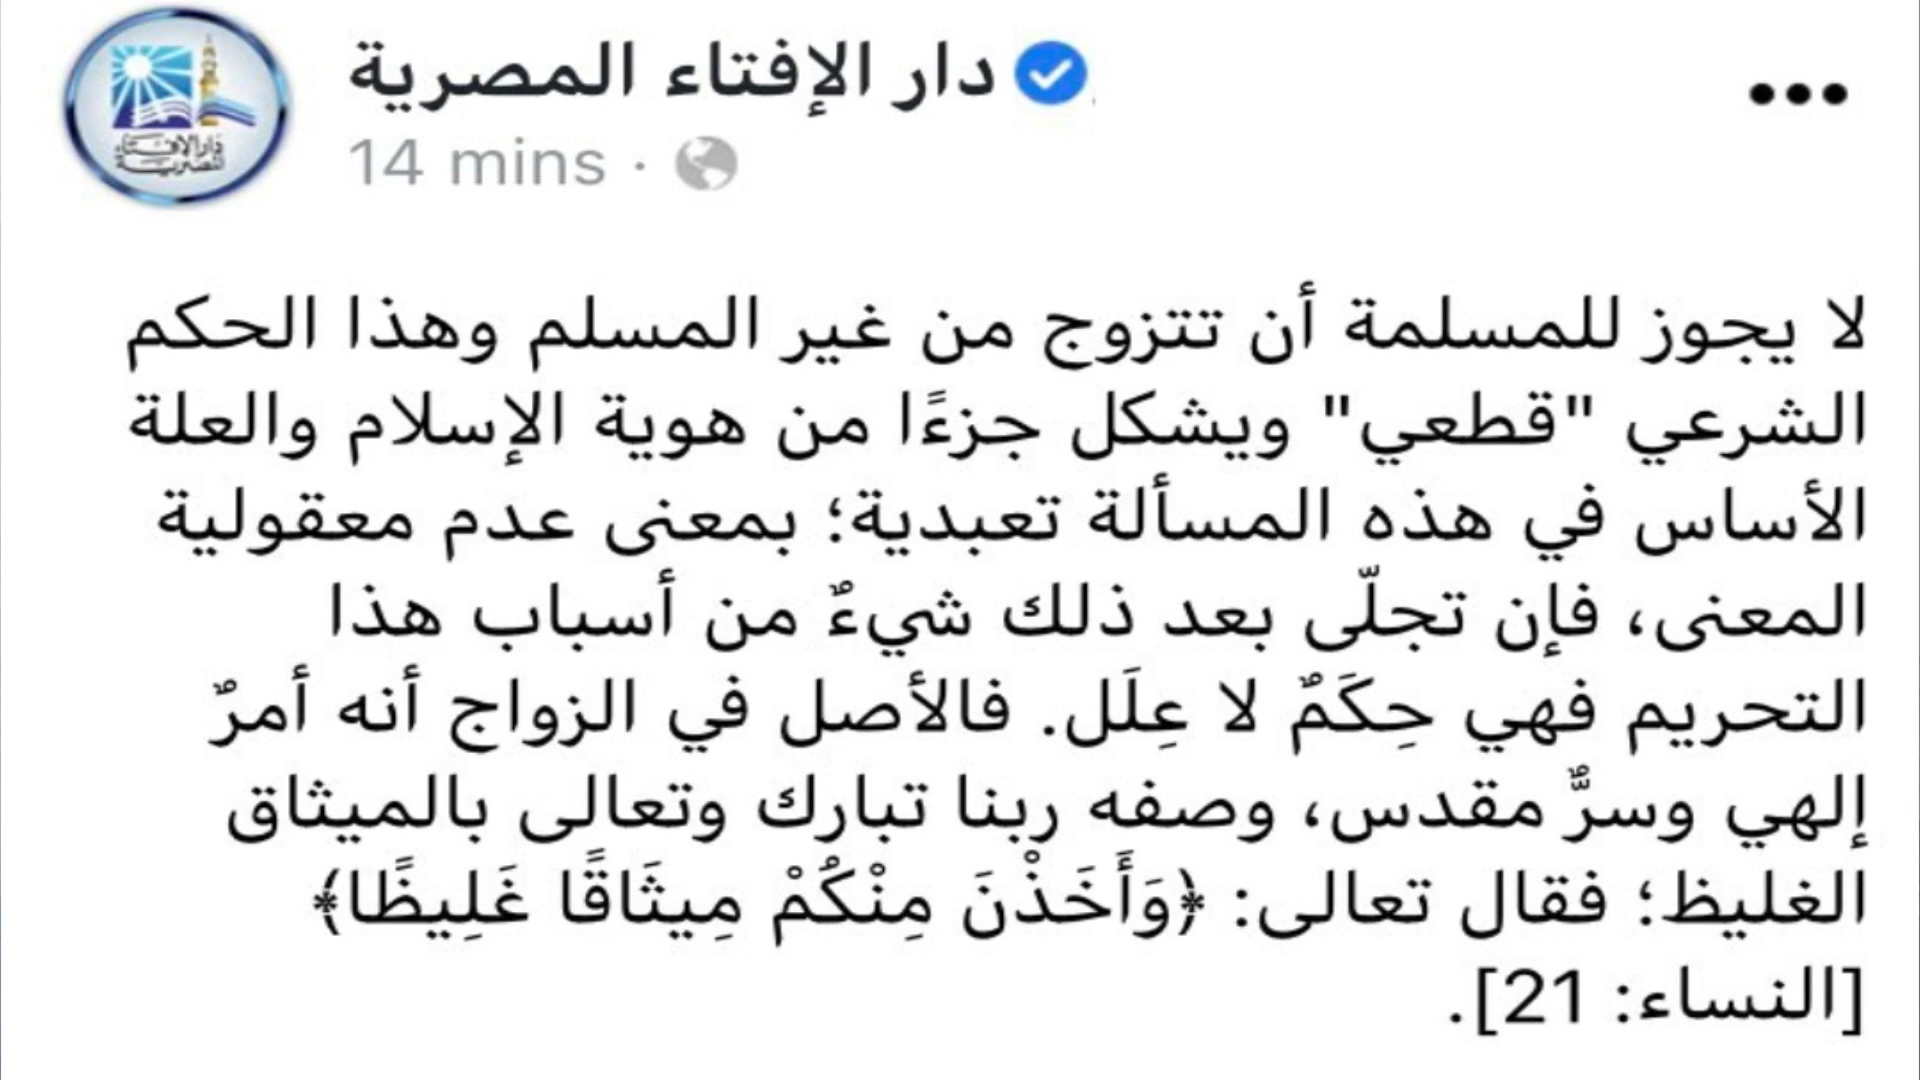 دار الإفتاء المصرية
14 mins ·
لا يجوز للمسلمة أن تتزوج من غير المسلم وهذا الحكم
الشرعي "قطعي" ويشكل جزءًا من هوية الإسلام والعلة
الأساس في هذه المسألة تعبدية؛ بمعنى عدم معقولية
المعنى، فإن تجلّى بعد ذلك شيءٌ من أسباب هذا
التحريم فهي حِكَمٌ لا عِلَل. فالأصل في الزواج أنه أمرٌ
إلهي وسرٌّ مقدس، وصفه ربنا تبارك وتعالى بالميثاق
الغليظ؛ فقال تعالى: ﴿وَأَخَذْنَ مِنْكُمْ مِيثَاقًا غَلِيظًا﴾
[النساء: 21].
دار الإفتاء
المصرية